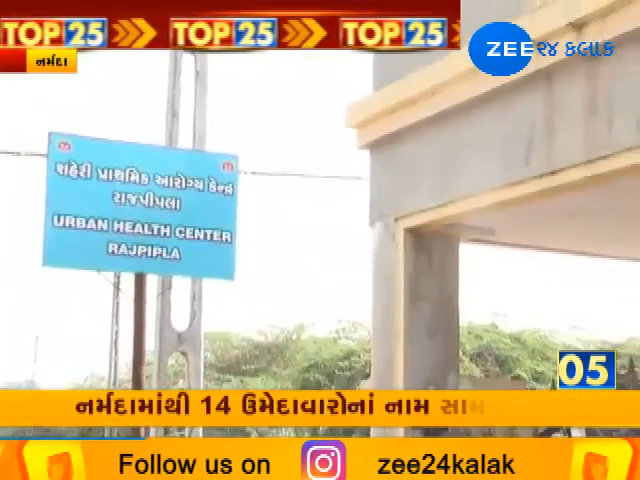 TOP 25 TOP 25 TOP 25
ZEE ૨૪ કલાક
નર્મદા
શહેરી પ્રાથમિક આરોગ્ય કેન્દ્ર
રાજપીપલા
URBAN HEALTH CENTER
RAJPIPLA
05
નર્મદામાંથી 14 ઉમેદવારોનાં નામ સામ
Follow us on zee24kalak